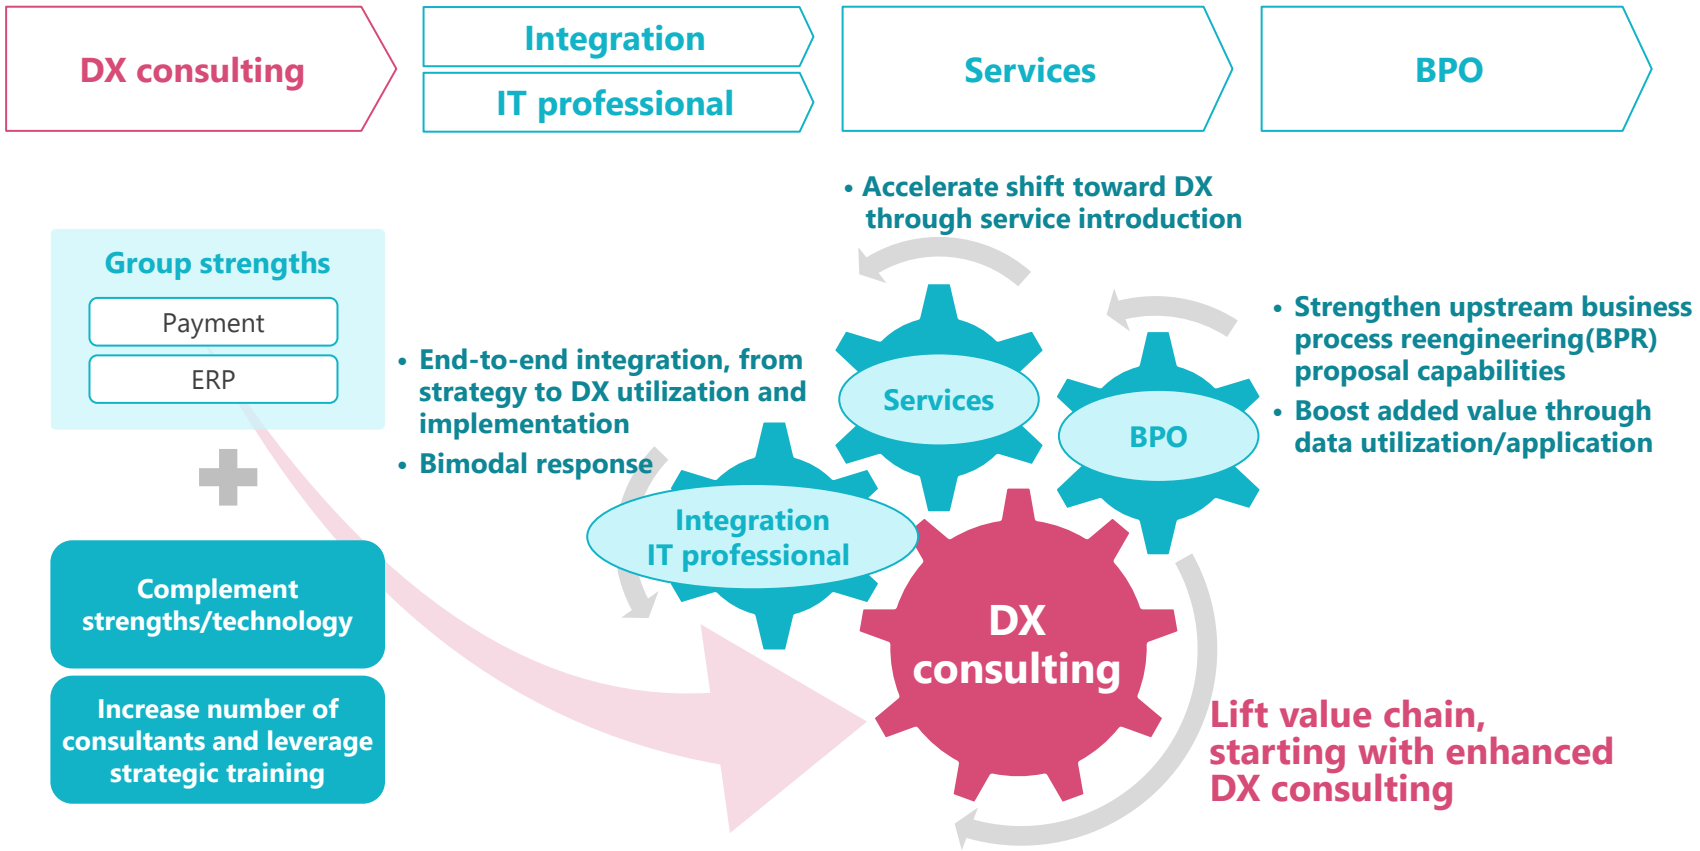 DX consulting
Integration
IT professional
Services
BPO
Group strengths
Payment
ERP
Complement
strengths/technology
Increase number of
consultants and leverage
strategic training
• End-to-end integration, from
strategy to DX utilization and
implementation
• Bimodal response
• Accelerate shift toward DX
through service introduction
• Strengthen upstream business
process reengineering(BPR)
proposal capabilities
• Boost added value through
data utilization/application
Services
BPO
Integration
IT professional
DX
consulting
Lift value chain,
starting with enhanced
DX consulting